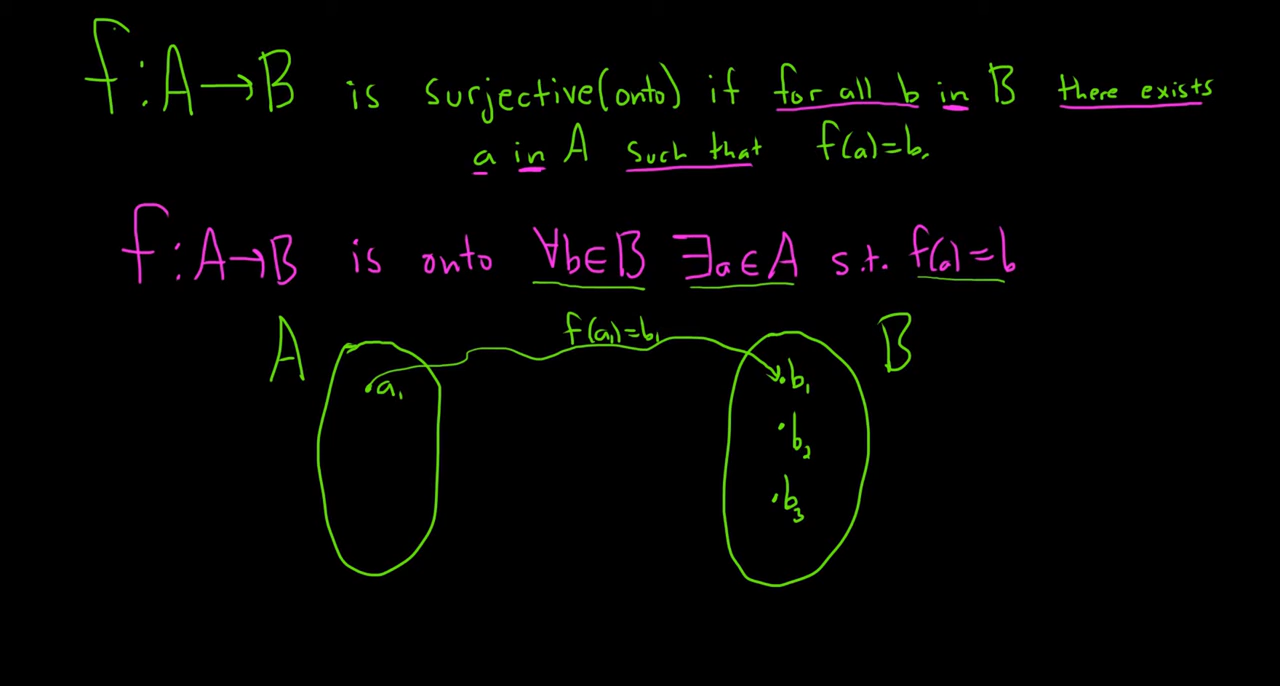 f:A→B is surjective(onto) if for all b in B there exists
a in A such that f(a)=b.
f:A→B is onto ∀b∈B ∃a∈A s.t. f(a)=b
A f(a₁)=b₁ B
a₁ b₁
b₂
b₃